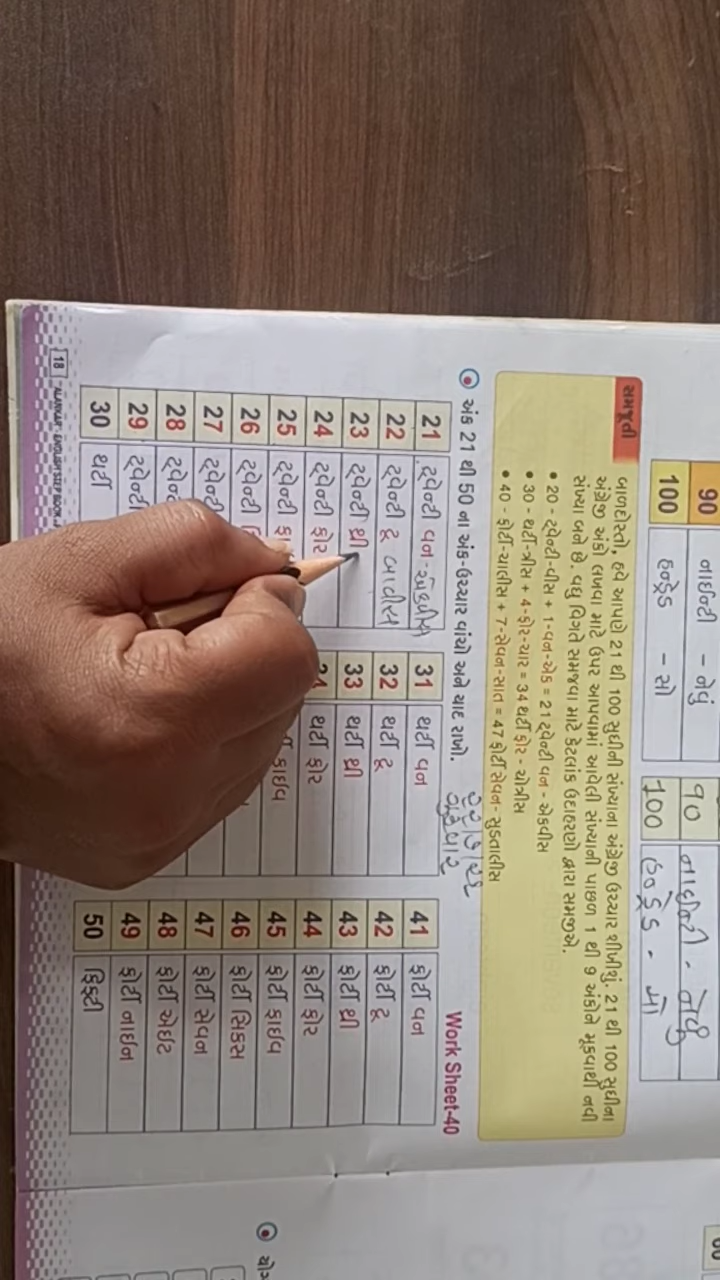 90 નાઈન્ટી - નેવું 90 નાઈન્ટી - નેવું
100 હન્ડ્રેડ - સો 100 હન્ડ્રેડ - સો
સમજૂતી
બાળદોસ્તો, હવે આપણે 21 થી 100 સુધીની સંખ્યાના અંગ્રેજી ઉચ્ચાર શીખીશું. 21 થી 100 સુધીના
અંગ્રેજી અંકો લખવા માટે ઉપર આપવામાં આવેલી સંખ્યાની પાછળ 1 થી 9 અંકોને મૂકવાથી નવી
સંખ્યા બને છે. વધુ વિગતે સમજવા માટે કેટલાંક ઉદાહરણો દ્વારા સમજીએ.
• 20 - ટ્વેન્ટી-વીસ + 1-વન-એક = 21 ટ્વેન્ટી વન - એકવીસ
• 30 - થર્ટી-ત્રીસ + 4-ફોર-ચાર = 34 થર્ટી ફોર - ચોત્રીસ
• 40 - ફોર્ટી-ચાલીસ + 7-સેવન-સાત = 47 ફોર્ટી સેવન- સુડતાલીસ
અંક 21 થી 50 ના અંક-ઉચ્ચાર વાંચો અને યાદ રાખો.
ગુરુવાર
Work Sheet-40
21 ટ્વેન્ટી વન - એકવીસ 31 થર્ટી વન 41 ફોર્ટી વન
22 ટ્વેન્ટી ટૂ બાવીસ 32 થર્ટી ટૂ 42 ફોર્ટી ટૂ
23 ટ્વેન્ટી થ્રી 33 થર્ટી થ્રી 43 ફોર્ટી થ્રી
24 ટ્વેન્ટી ફોર 34 થર્ટી ફોર 44 ફોર્ટી ફોર
25 ટ્વેન્ટી ફાઇવ 45 ફોર્ટી ફાઇવ
26 ટ્વેન્ટી 46 ફોર્ટી સિક્સ
27 ટ્વેન્ટી 47 ફોર્ટી સેવન
28 48 ફોર્ટી એઇટ
29 ટ્વેન્ટી 49 ફોર્ટી નાઇન
30 થર્ટી 50 ફિફ્ટી
18